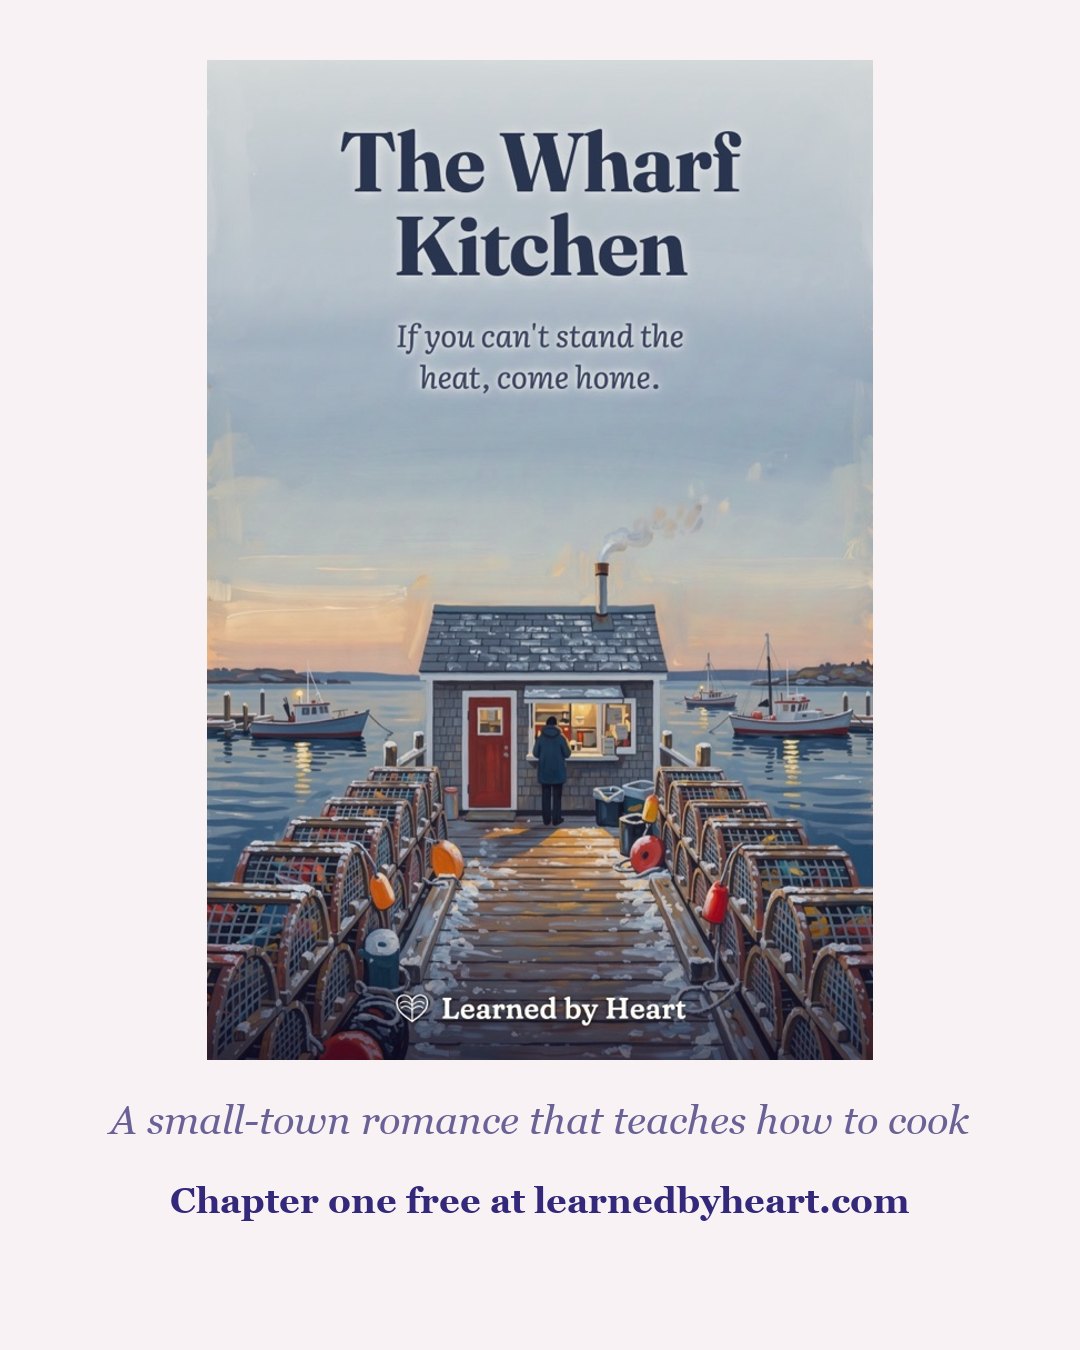 The Wharf
Kitchen
If you can't stand the
heat, come home.
Learned by Heart
A small-town romance that teaches how to cook
Chapter one free at learnedbyheart.com